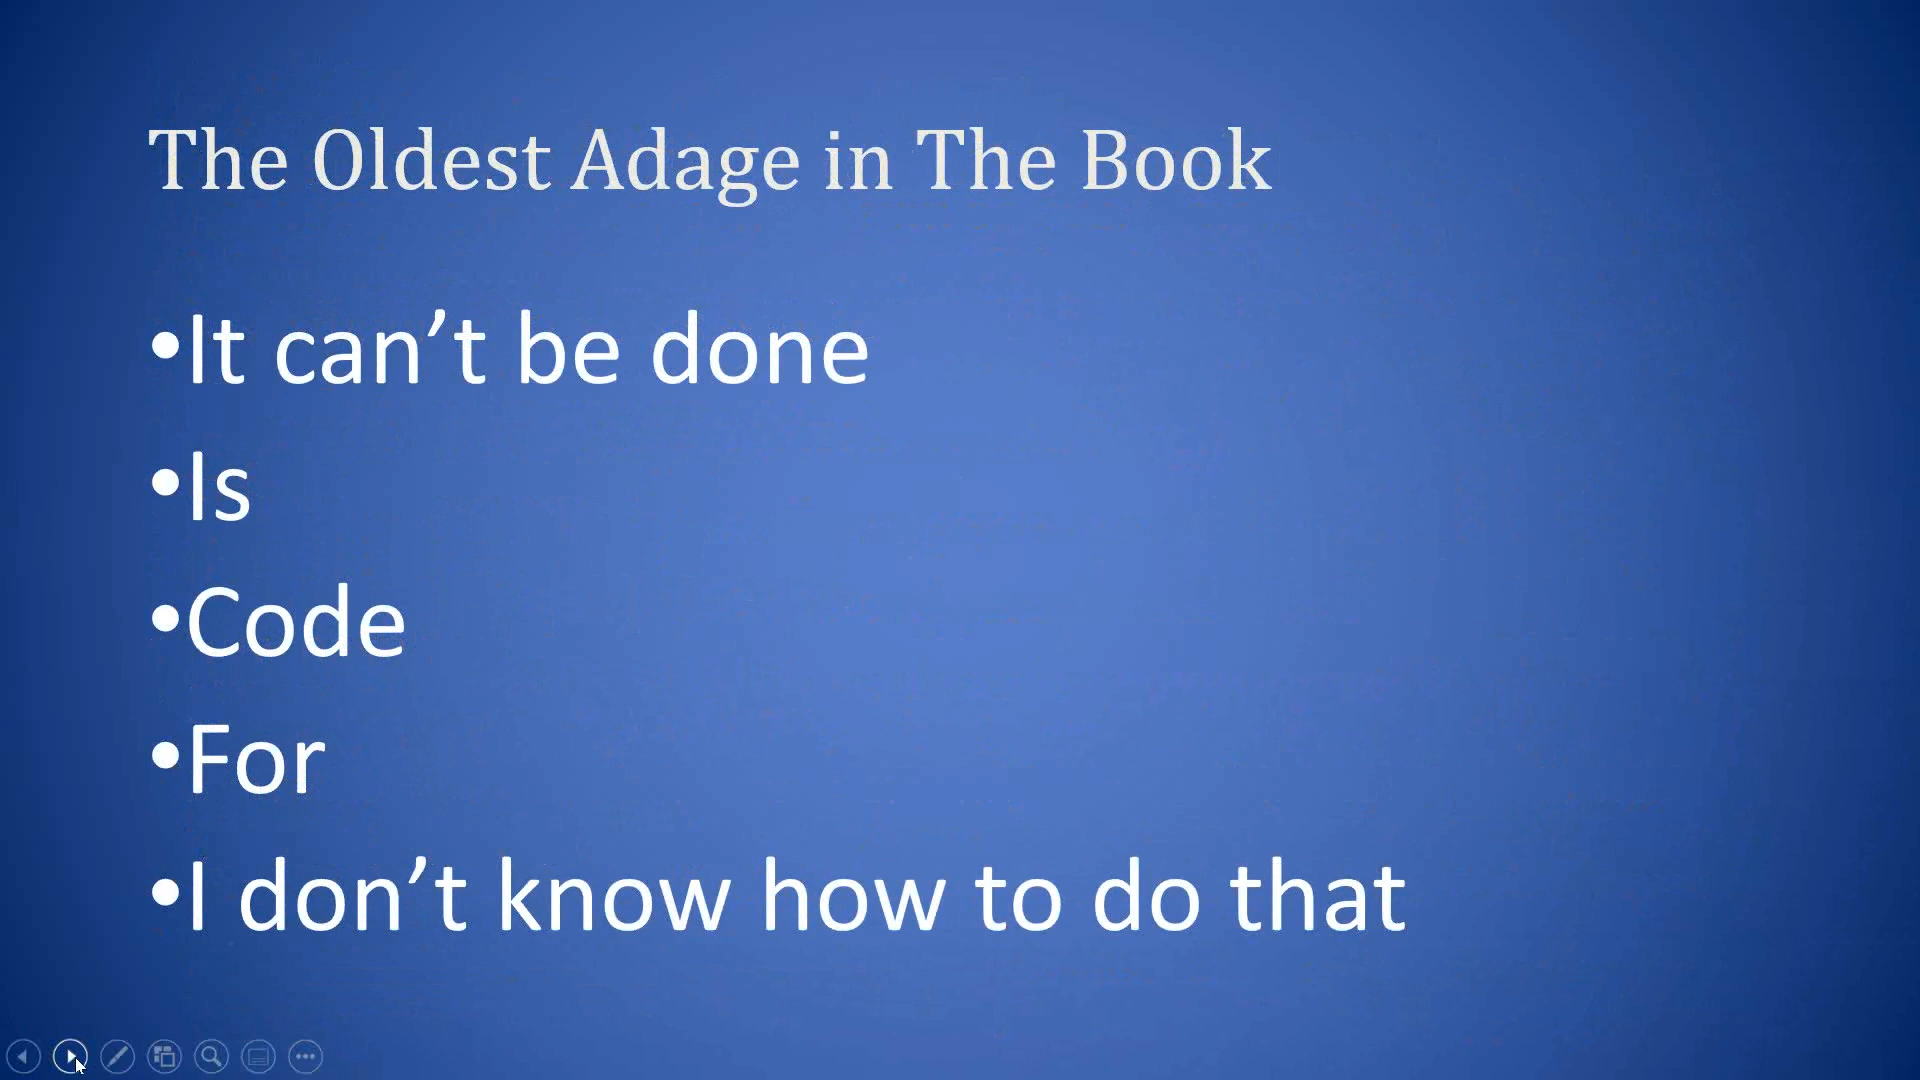 The Oldest Adage in The Book
•It can’t be done
•Is
•Code
•For
•I don’t know how to do that